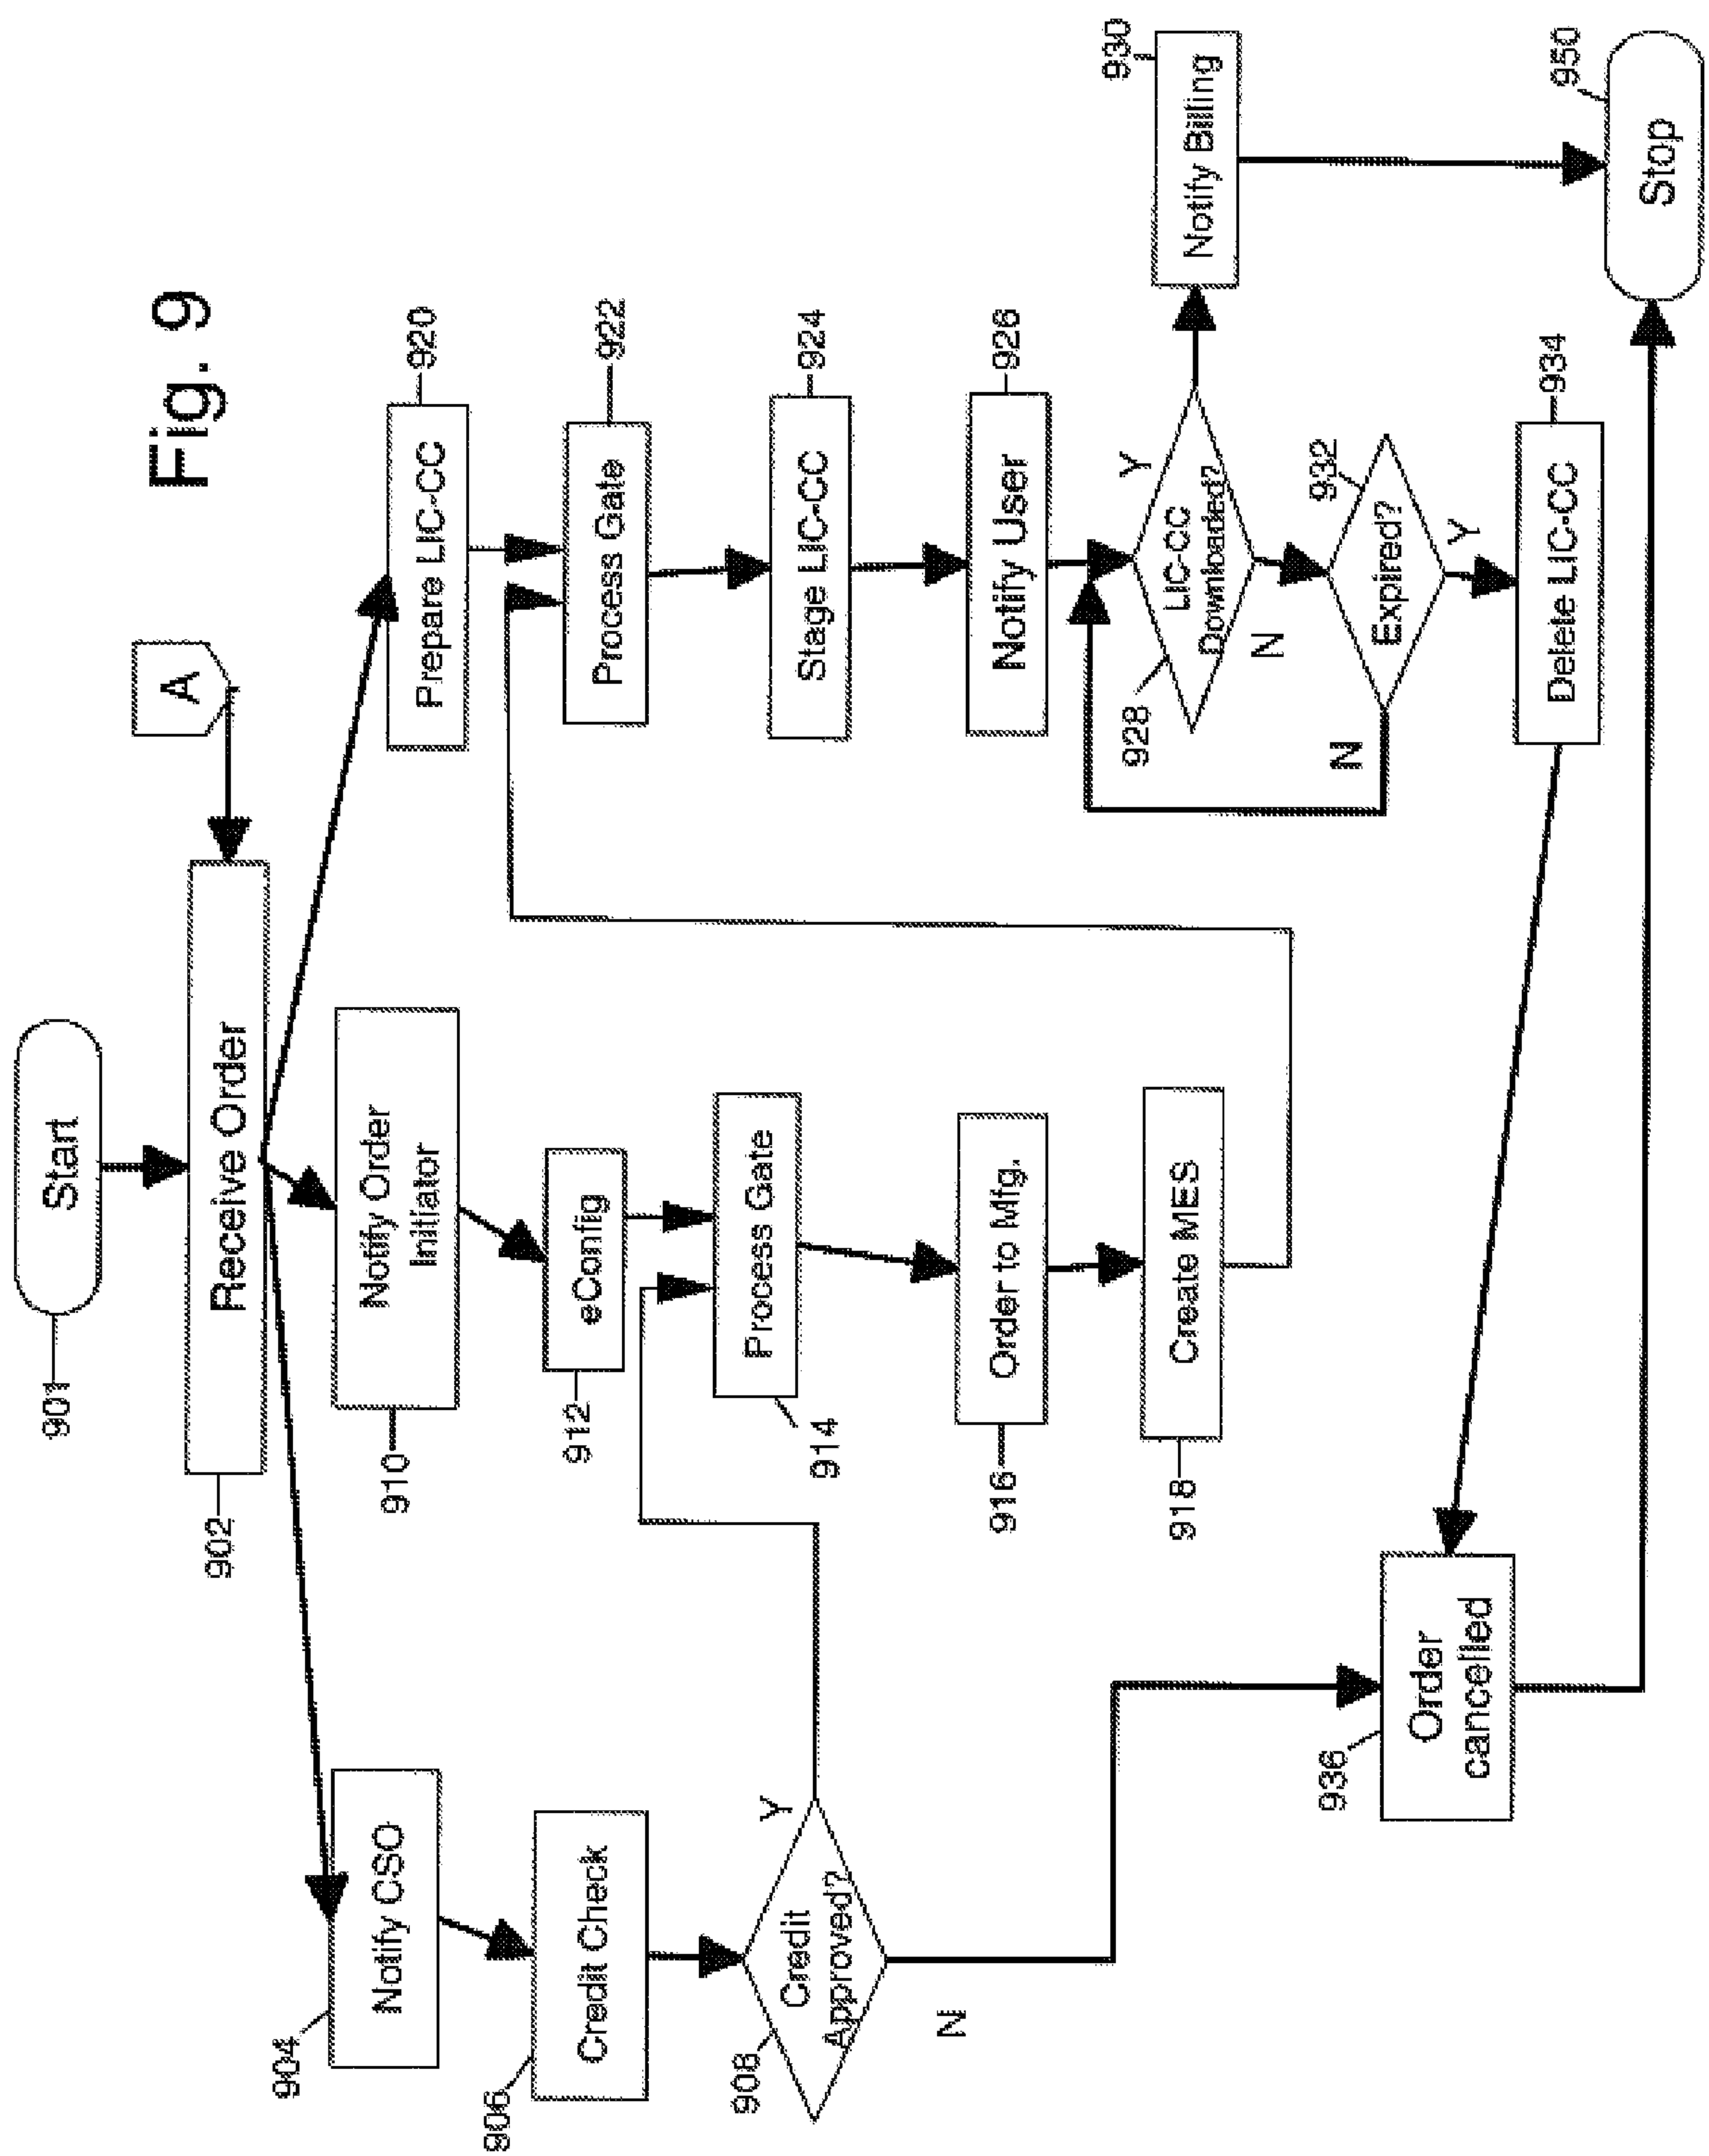 Fig. 9
901
Start
A
902
Receive Order
904
Notify CSO
906
Credit Check
908
Credit
Approved?
Y
N
910
Notify Order
Initiator
912
eConfig
914
Process Gate
916
Order to Mfg.
918
Create MES
920
Prepare LIC-CC
922
Process Gate
924
Stage LIC-CC
926
Notify User
928
LIC-CC
Downloaded?
Y
N
930
Notify Billing
932
Expired?
N
Y
934
Delete LIC-CC
936
Order
cancelled
950
Stop